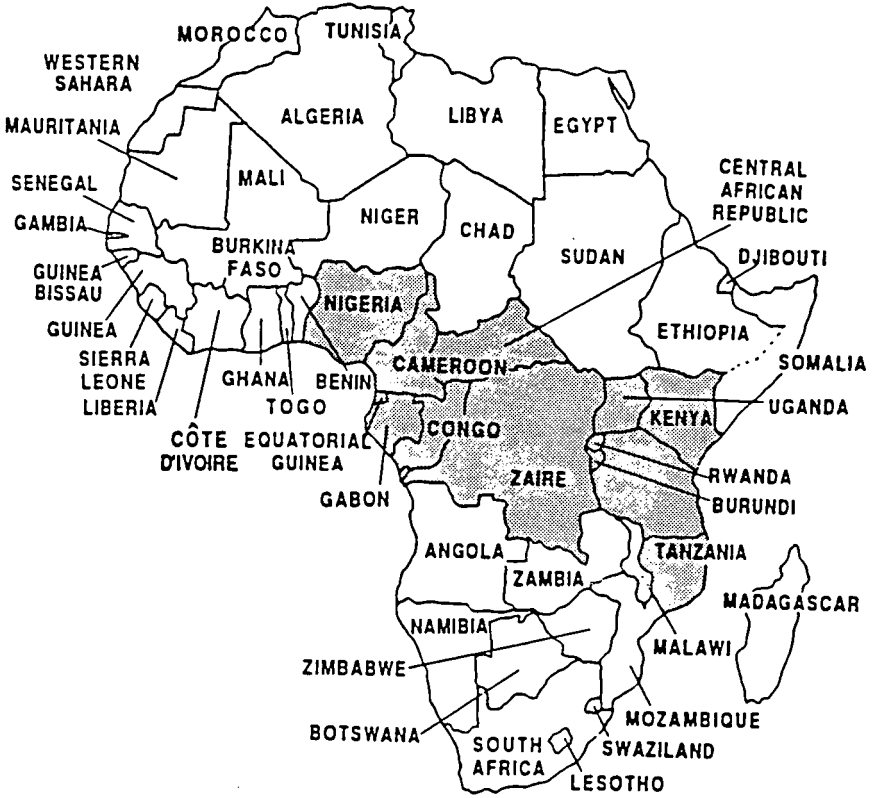 MOROCCO
TUNISIA
WESTERN
SAHARA
ALGERIA
LIBYA
EGYPT
MAURITANIA
MALI
NIGER
CHAD
SUDAN
CENTRAL
AFRICAN
REPUBLIC
SENEGAL
GAMBIA
BURKINA
FASO
DJIBOUTI
GUINEA
BISSAU
NIGERIA
GUINEA
ETHIOPIA
SIERRA
LEONE
SOMALIA
CAMEROON
GHANA
BENIN
LIBERIA
TOGO
KENYA
UGANDA
CÔTE
D'IVOIRE
EQUATORIAL
GUINEA
CONGO
ZAIRE
RWANDA
GABON
BURUNDI
ANGOLA
TANZANIA
ZAMBIA
MADAGASCAR
NAMIBIA
MALAWI
ZIMBABWE
MOZAMBIQUE
BOTSWANA
SOUTH
AFRICA
SWAZILAND
LESOTHO